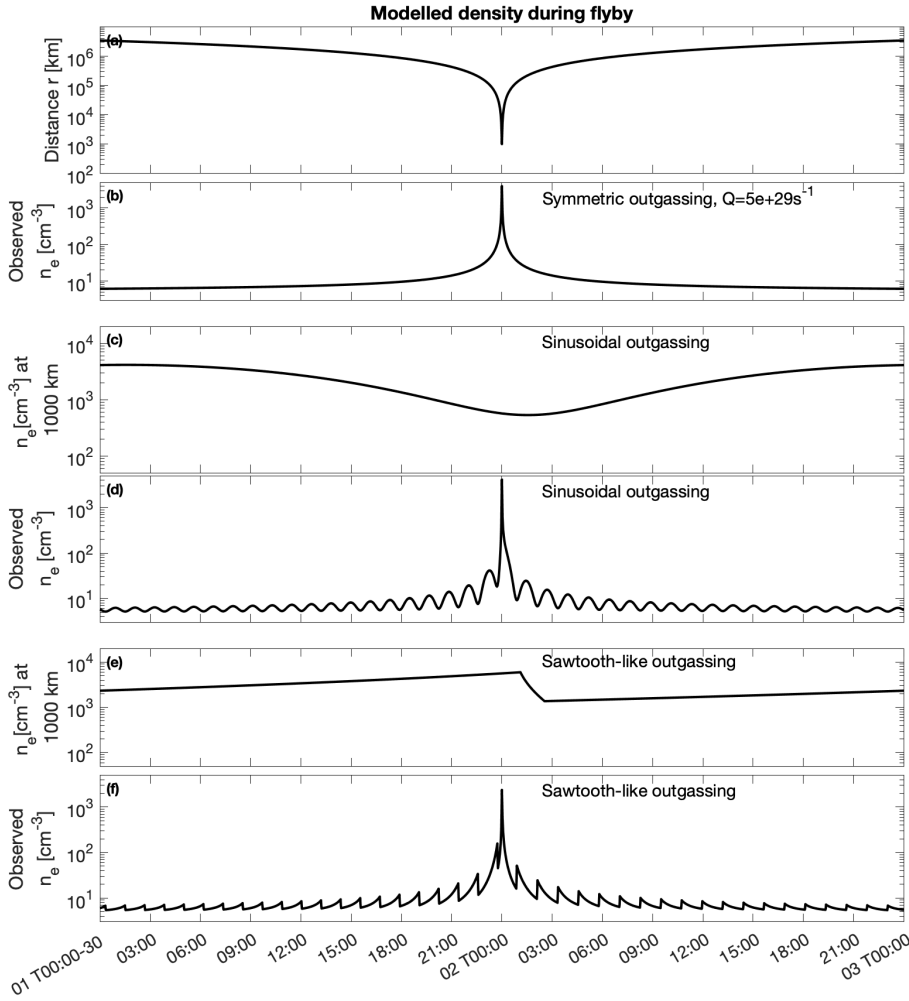 Modelled density during flyby
(a)
Distance r [km]
10^6
10^5
10^4
10^3
10^2
(b)
Symmetric outgassing, Q=5e+29s^-1
Observed
n_e [cm^-3]
10^3
10^2
10^1
(c)
Sinusoidal outgassing
n_e[cm^-3] at
1000 km
10^4
10^3
10^2
(d)
Sinusoidal outgassing
Observed
n_e [cm^-3]
10^3
10^2
10^1
(e)
Sawtooth-like outgassing
n_e[cm^-3] at
1000 km
10^4
10^3
10^2
(f)
Sawtooth-like outgassing
Observed
n_e [cm^-3]
10^3
10^2
10^1
01 T00:00-30
03:00
06:00
09:00
12:00
15:00
18:00
21:00
02 T00:00
03:00
06:00
09:00
12:00
15:00
18:00
21:00
03 T00:00